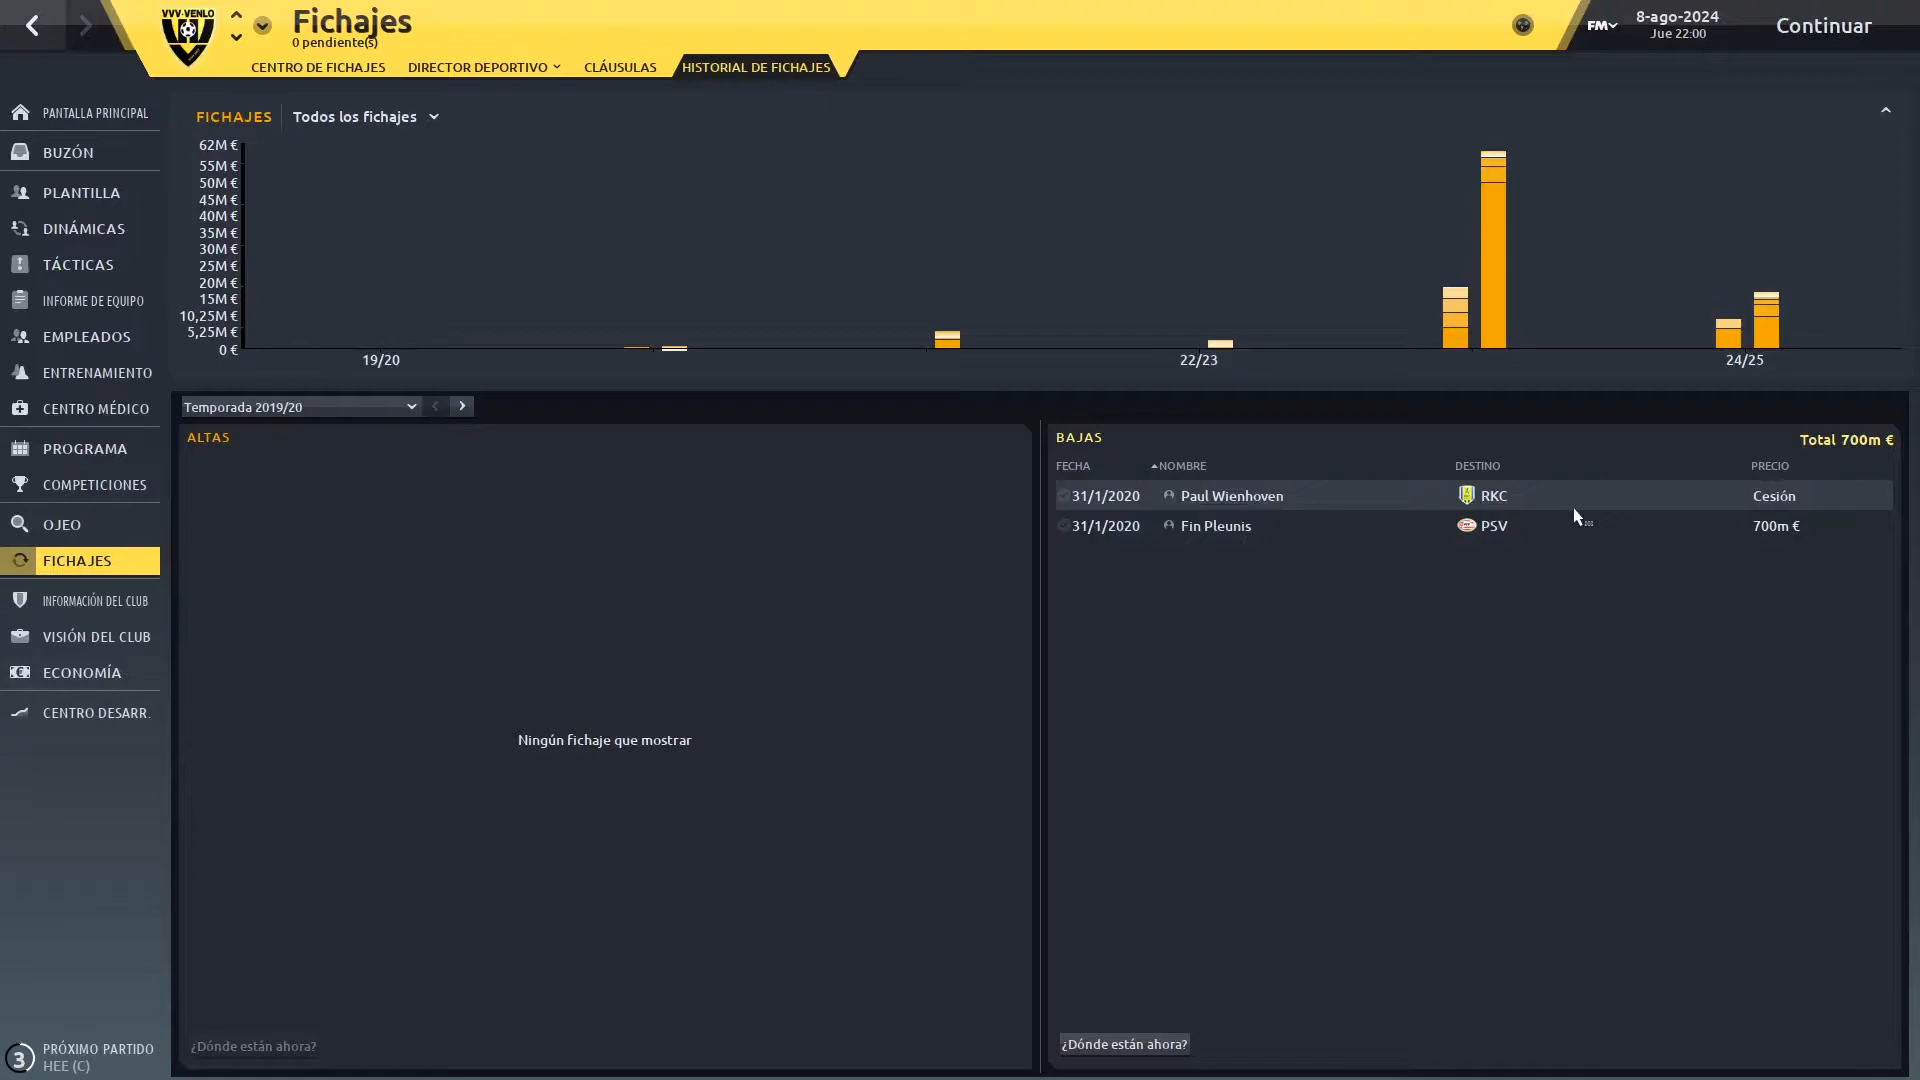 VVV-VENLO
Fichajes
0 pendiente(s)
FM
8-ago-2024
Jue 22:00
Continuar
CENTRO DE FICHAJES
DIRECTOR DEPORTIVO
CLÁUSULAS
HISTORIAL DE FICHAJES
PANTALLA PRINCIPAL
BUZÓN
PLANTILLA
DINÁMICAS
TÁCTICAS
INFORME DE EQUIPO
EMPLEADOS
ENTRENAMIENTO
CENTRO MÉDICO
PROGRAMA
COMPETICIONES
OJEO
FICHAJES
INFORMACIÓN DEL CLUB
VISIÓN DEL CLUB
ECONOMÍA
CENTRO DESARR.
3
PRÓXIMO PARTIDO
HEE (C)
FICHAJES
Todos los fichajes
62M €
55M €
50M €
45M €
40M €
35M €
30M €
25M €
20M €
15M €
10,25M €
5,25M €
0 €
19/20
22/23
24/25
Temporada 2019/20
ALTAS
Ningún fichaje que mostrar
¿Dónde están ahora?
BAJAS
Total 700m €
FECHA NOMBRE DESTINO PRECIO
31/1/2020 Paul Wienhoven RKC Cesión
31/1/2020 Fin Pleunis PSV 700m €
¿Dónde están ahora?